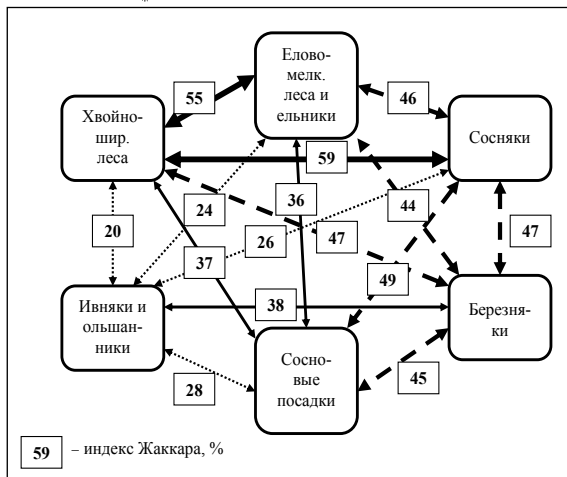 Елово-
мелк.
леса и
ельники
55
46
Хвойно-
шир.
леса
Сосняки
59
36
24
44
20
26
47
47
37
49
Ивняки и
ольшан-
ники
38
Березня-
ки
Сосно-
вые
посадки
28
45
59 – индекс Жаккара, %